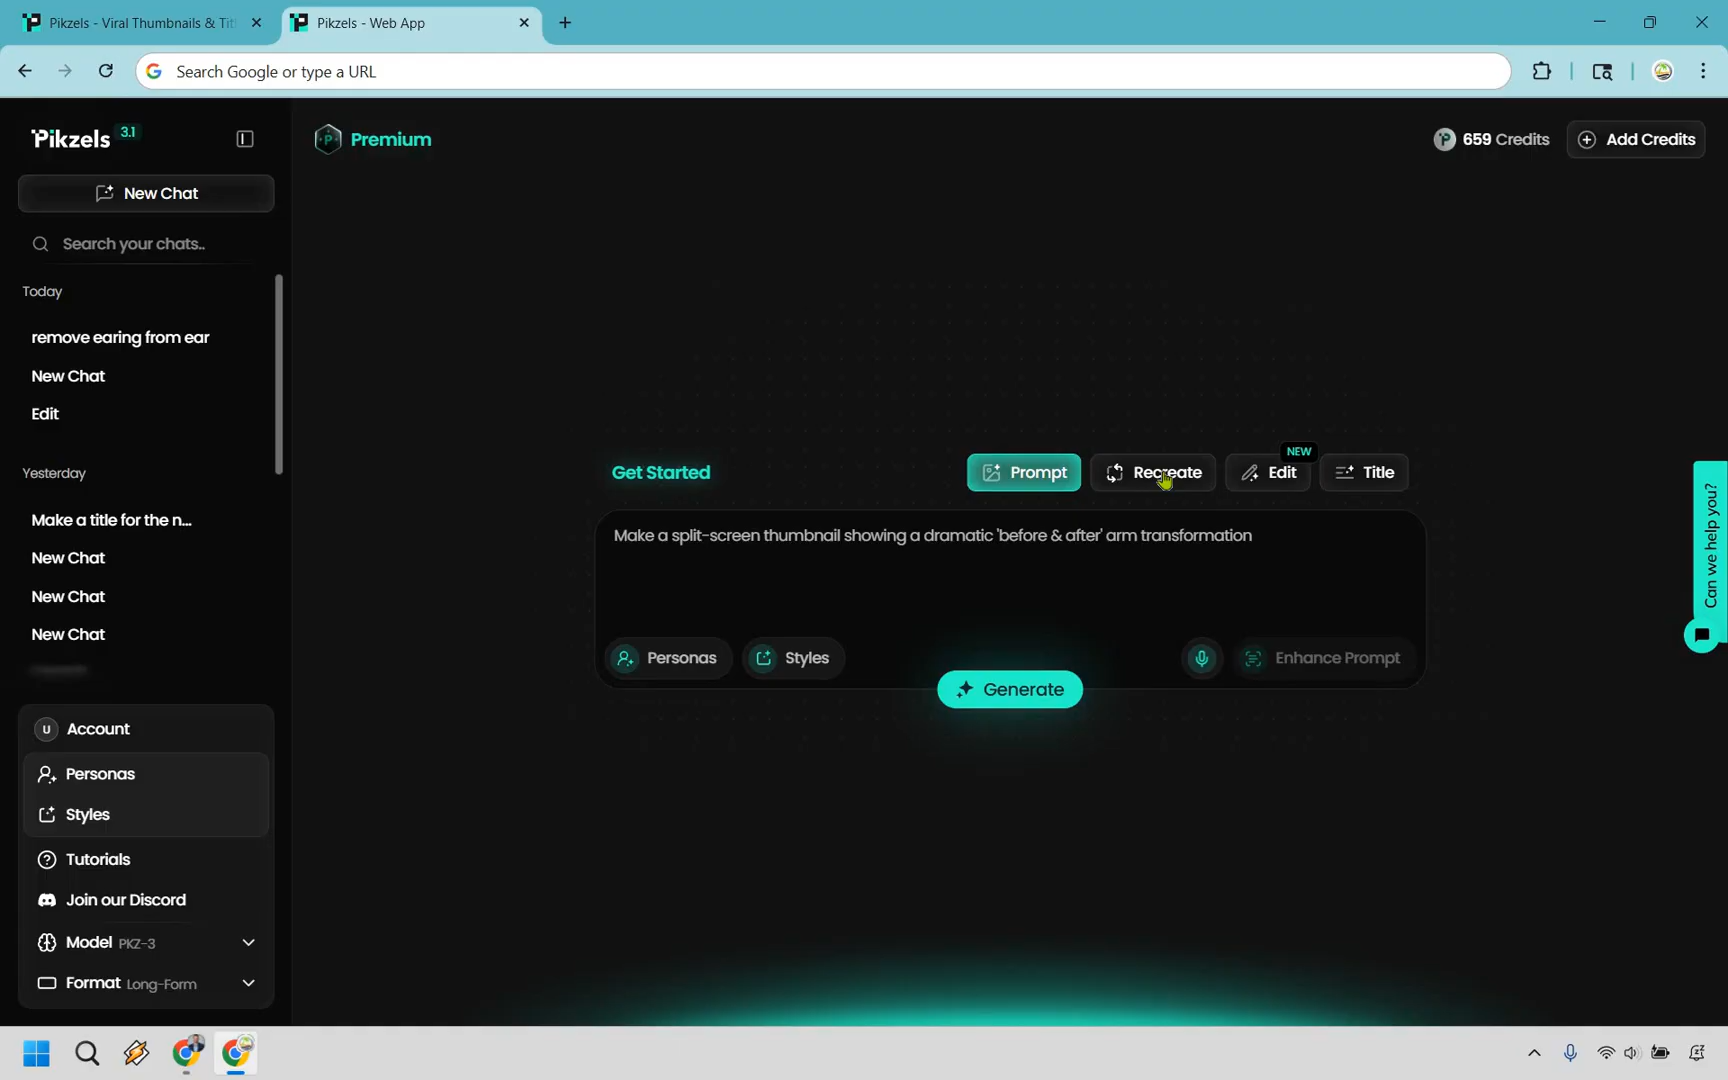 Pikzels - Viral Thumbnails & Tit
Pikzels - Web App
Search Google or type a URL
Pikzels 3.1
Premium
659 Credits
Add Credits
New Chat
Search your chats..
Today
remove earing from ear
New Chat
Edit
Yesterday
Make a title for the n...
New Chat
New Chat
New Chat
Get Started
Prompt
Recreate
NEW
Edit
Title
Make a split-screen thumbnail showing a dramatic 'before & after' arm transformation
Personas
Styles
Enhance Prompt
Generate
Can we help you?
U Account
Personas
Styles
Tutorials
Join our Discord
Model PKZ-3
Format Long-Form